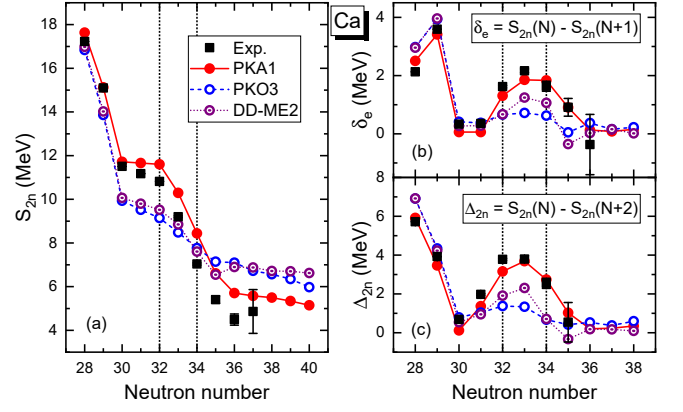 Ca
18
16
14
12
10
8
6
4
S₂ₙ (MeV)
Exp.
PKA1
PKO3
DD-ME2
(a)
28 30 32 34 36 38 40
Neutron number
δₑ = S₂ₙ(N) - S₂ₙ(N+1)
6
4
2
0
δₑ (MeV)
(b)
Δ₂ₙ = S₂ₙ(N) - S₂ₙ(N+2)
8
6
4
2
0
Δ₂ₙ (MeV)
(c)
28 30 32 34 36 38
Neutron number